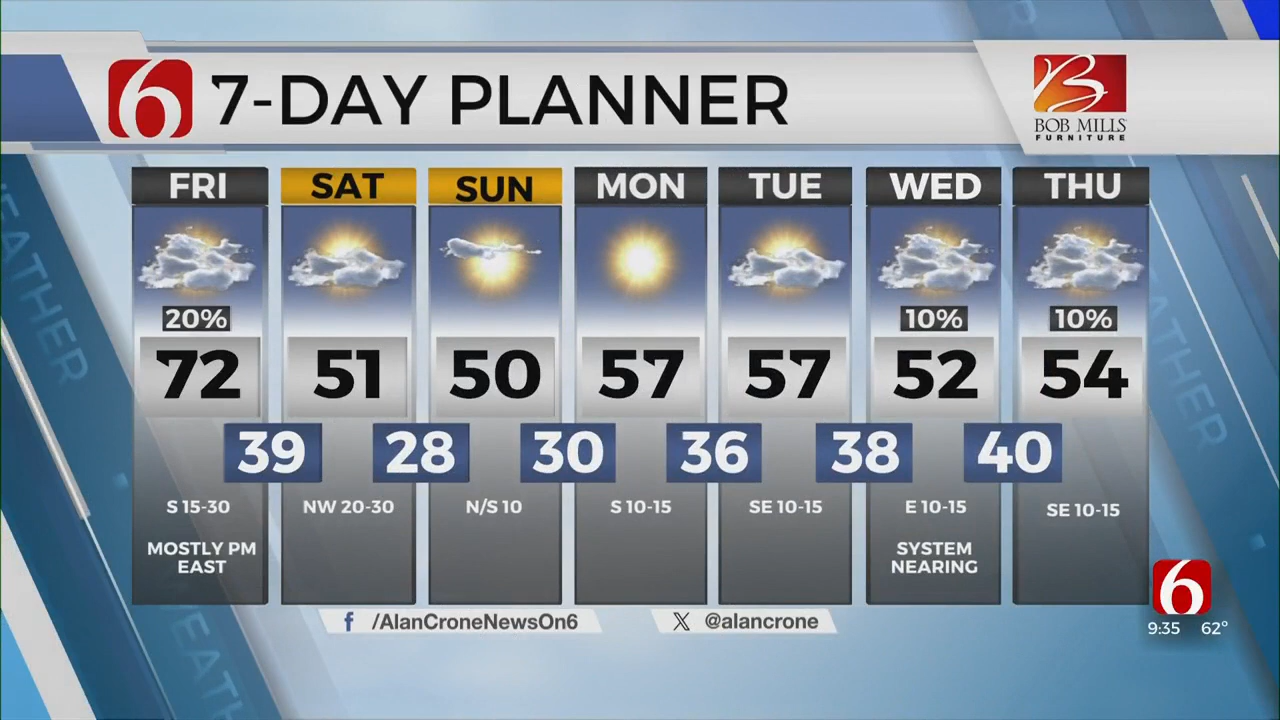 6 7-DAY PLANNER
B
BOB MILLS
FURNITURE
FRI SAT SUN MON TUE WED THU
20% 10% 10%
72 51 50 57 57 52 54
39 28 30 36 38 40
S 15-30 NW 20-30 N/S 10 S 10-15 SE 10-15 E 10-15 SE 10-15
MOSTLY PM EAST
SYSTEM NEARING
f /AlanCroneNewsOn6 X @alancrone
6
9:35 62°
WEATHER
WEATHER